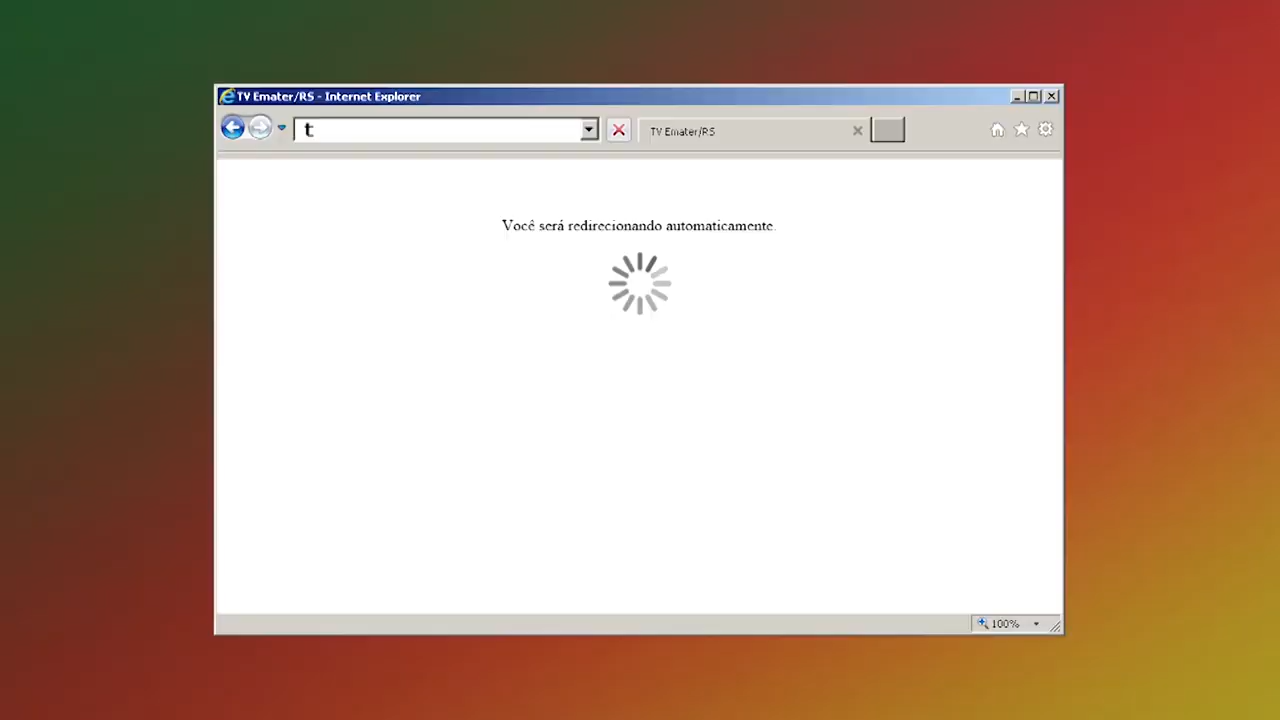 TV Emater/RS - Internet Explorer
t
TV Emater/RS
Você será redirecionando automaticamente.
100%